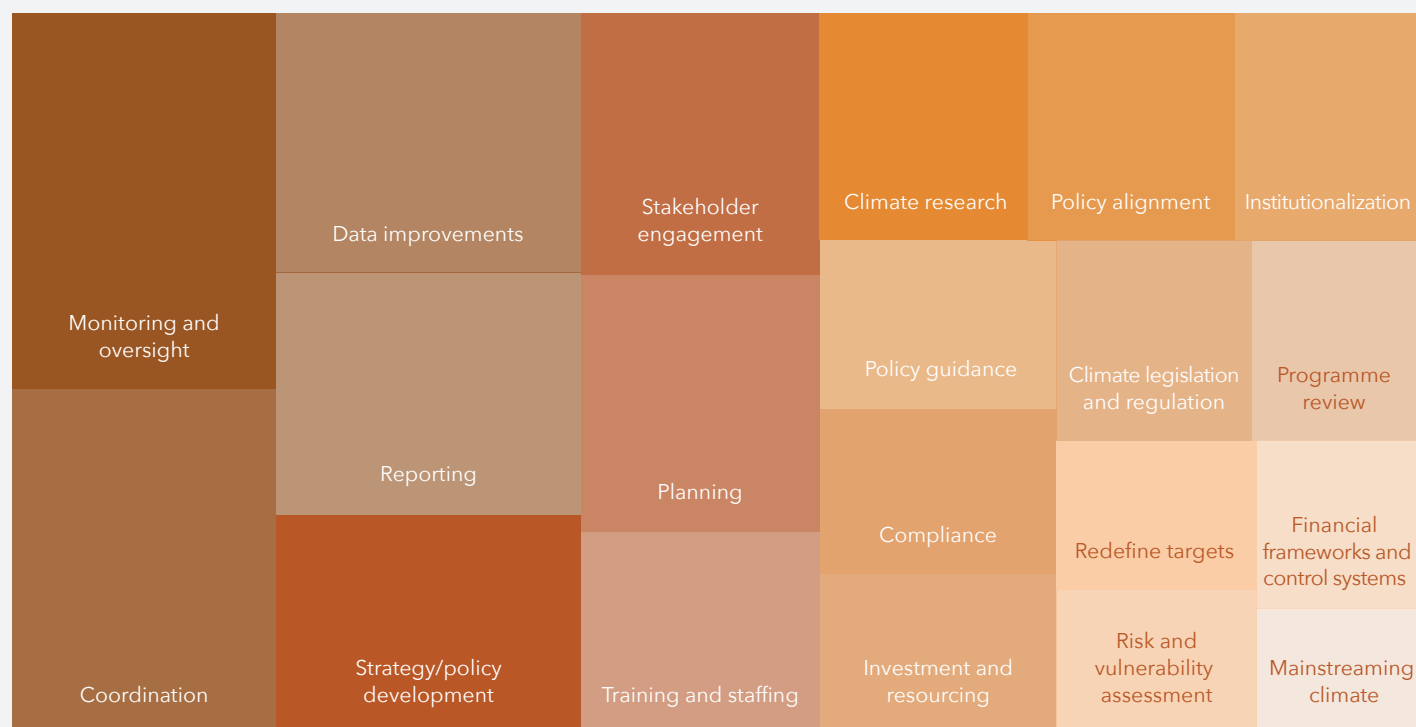 Monitoring and
oversight
Coordination
Data improvements
Reporting
Strategy/policy
development
Stakeholder
engagement
Planning
Training and staffing
Climate research
Policy alignment
Institutionalization
Policy guidance
Compliance
Investment and
resourcing
Climate legislation
and regulation
Programme
review
Redefine targets
Risk and
vulnerability
assessment
Financial
frameworks and
control systems
Mainstreaming
climate